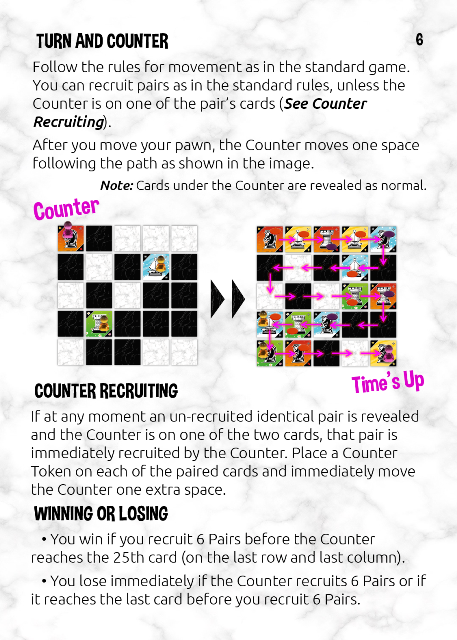 TURN AND COUNTER
6
Follow the rules for movement as in the standard game.
You can recruit pairs as in the standard rules, unless the
Counter is on one of the pair's cards (See Counter
Recruiting).
After you move your pawn, the Counter moves one space
following the path as shown in the image.
Note: Cards under the Counter are revealed as normal.
Counter
Time's Up
COUNTER RECRUITING
If at any moment an un-recruited identical pair is revealed
and the Counter is on one of the two cards, that pair is
immediately recruited by the Counter. Place a Counter
Token on each of the paired cards and immediately move
the Counter one extra space.
WINNING OR LOSING
• You win if you recruit 6 Pairs before the Counter
reaches the 25th card (on the last row and last column).
• You lose immediately if the Counter recruits 6 Pairs or if
it reaches the last card before you recruit 6 Pairs.